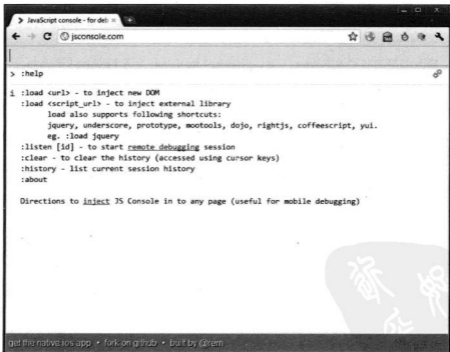 JavaScript console - for deb
jsconsole.com
> :help
i :load <url> - to inject new DOM
:load <script_url> - to inject external library
load also supports following shortcuts:
jquery, underscore, prototype, mootools, dojo, rightjs, coffeescript, yui.
eg. :load jquery
:listen [id] - to start remote debugging session
:clear - to clear the history (accessed using cursor keys)
:history - list current session history
:about
Directions to inject JS Console in to any page (useful for mobile debugging)
get the native ios app • fork on github • built by @rem